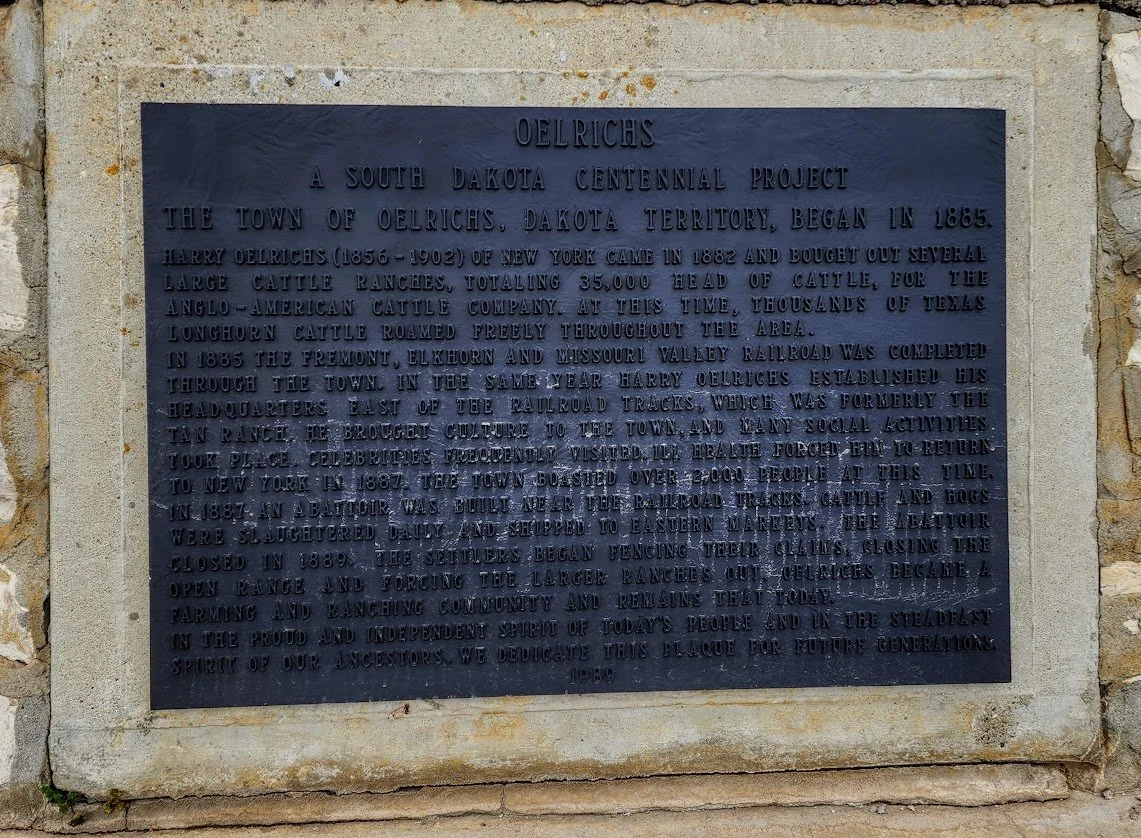 OELRICHS
A SOUTH DAKOTA CENTENNIAL PROJECT
THE TOWN OF OELRICHS, DAKOTA TERRITORY, BEGAN IN 1885.
HARRY OELRICHS (1856 - 1902) OF NEW YORK CAME IN 1882 AND BOUGHT OUT SEVERAL
LARGE CATTLE RANCHES, TOTALING 35,000 HEAD OF CATTLE, FOR THE
ANGLO-AMERICAN CATTLE COMPANY. AT THIS TIME, THOUSANDS OF TEXAS
LONGHORN CATTLE ROAMED FREELY THROUGHOUT THE AREA.
IN 1885 THE FREMONT, ELKHORN AND MISSOURI VALLEY RAILROAD WAS COMPLETED
THROUGH THE TOWN. IN THE SAME YEAR HARRY OELRICHS ESTABLISHED HIS
HEADQUARTERS EAST OF THE RAILROAD TRACKS, WHICH WAS FORMERLY THE
TAN RANCH. HE BROUGHT CULTURE TO THE TOWN, AND MANY SOCIAL ACTIVITIES
TOOK PLACE. CELEBRITIES FREQUENTLY VISITED. ILL HEALTH FORCED HIM TO RETURN
TO NEW YORK IN 1887. THE TOWN BOASTED OVER 2,000 PEOPLE AT THIS TIME.
IN 1887 AN ABATTOIR WAS BUILT NEAR THE RAILROAD TRACKS. CATTLE AND HOGS
WERE SLAUGHTERED DAILY AND SHIPPED TO EASTERN MARKETS. THE ABATTOIR
CLOSED IN 1889. THE SETTLERS BEGAN FENCING THEIR CLAIMS, CLOSING THE
OPEN RANGE AND FORCING THE LARGER RANCHES OUT. OELRICHS BECAME A
FARMING AND RANCHING COMMUNITY AND REMAINS THAT TODAY.
IN THE PROUD AND INDEPENDENT SPIRIT OF TODAY'S PEOPLE AND IN THE STEADFAST
SPIRIT OF OUR ANCESTORS, WE DEDICATE THIS PLAQUE FOR FUTURE GENERATIONS.
1989